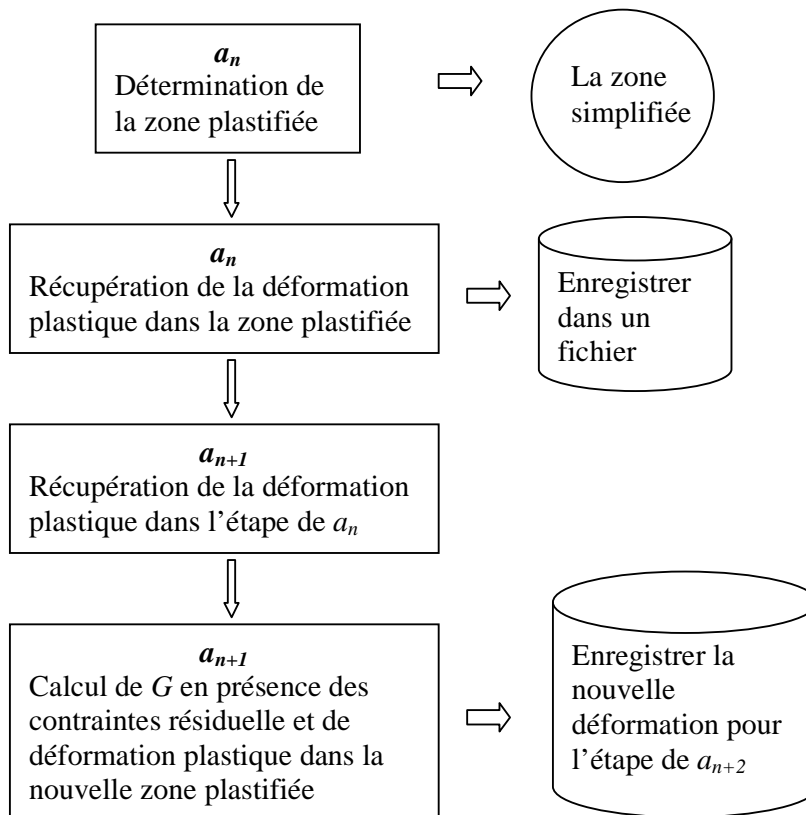 a_n
Détermination de
la zone plastifiée
La zone
simplifiée
a_n
Récupération de la déformation
plastique dans la zone plastifiée
Enregistrer
dans un
fichier
a_{n+1}
Récupération de la déformation
plastique dans l’étape de a_n
a_{n+1}
Calcul de G en présence des
contraintes résiduelle et de
déformation plastique dans la
nouvelle zone plastifiée
Enregistrer la
nouvelle
déformation pour
l’étape de a_{n+2}